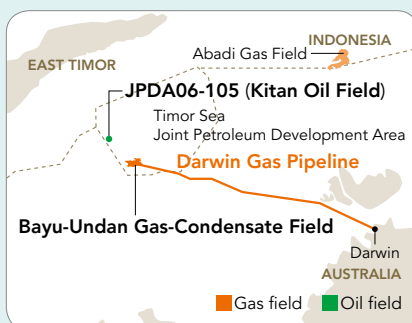 INDONESIA
Abadi Gas Field
EAST TIMOR
JPDA06-105 (Kitan Oil Field)
Timor Sea
Joint Petroleum Development Area
Darwin Gas Pipeline
Bayu-Undan Gas-Condensate Field
Darwin
AUSTRALIA
Gas field
Oil field